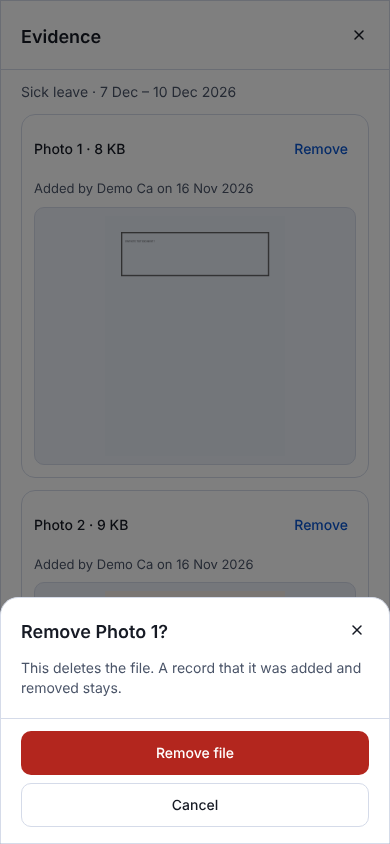 Evidence
Sick leave · 7 Dec – 10 Dec 2026
Photo 1 · 8 KB
Remove
Added by Demo Ca on 16 Nov 2026
Photo 2 · 9 KB
Remove
Added by Demo Ca on 16 Nov 2026
Remove Photo 1?
This deletes the file. A record that it was added and
removed stays.
Remove file
Cancel